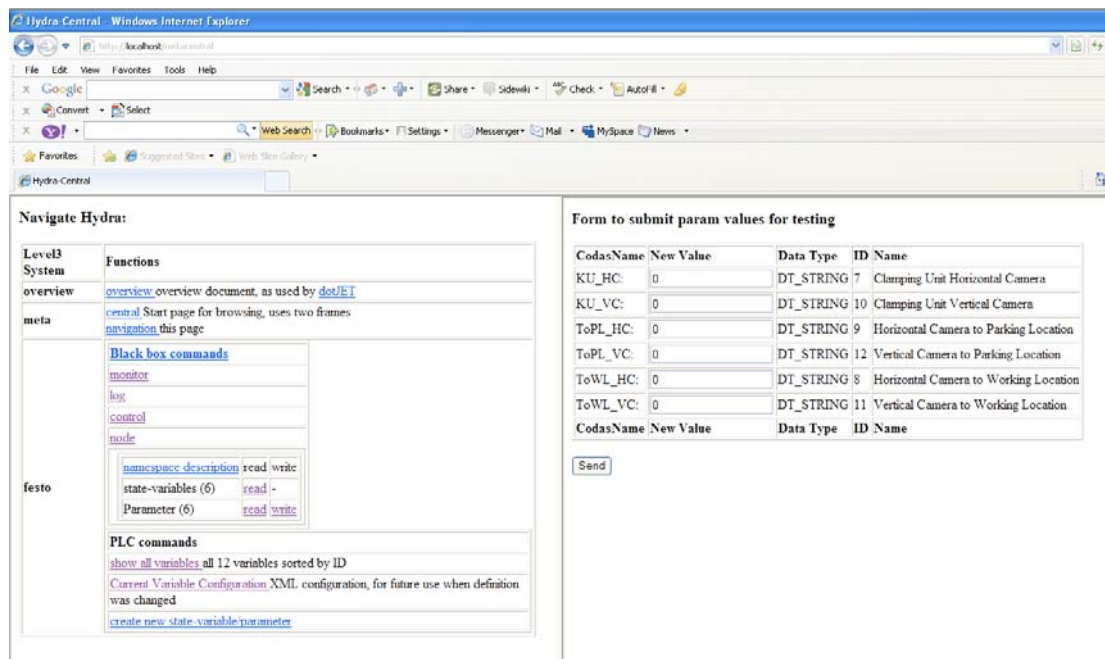 Hydra-Central - Windows Internet Explorer
http://localhost/metacentral
File Edit View Favorites Tools Help
x Google Search Share Sidewiki Check AutoFill
x Convert Select
x Y! Web Search Bookmarks Settings Messenger Mail MySpace News
Favorites Suggested Sites Web Slice Gallery
Hydra-Central
Navigate Hydra:
Level3 System Functions
overview overview overview document, as used by dotJET
meta central Start page for browsing, uses two frames
navigation this page
festo
Black box commands
monitor
log
control
node
namespace description read write
state-variables (6) read -
Parameter (6) read write
PLC commands
show all variables all 12 variables sorted by ID
Current Variable Configuration XML configuration, for future use when definition
was changed
create new state-variable/parameter
Form to submit param values for testing
CodasName New Value Data Type ID Name
KU_HC: 0 DT_STRING 7 Clamping Unit Horizontal Camera
KU_VC: 0 DT_STRING 10 Clamping Unit Vertical Camera
ToPL_HC: 0 DT_STRING 9 Horizontal Camera to Parking Location
ToPL_VC: 0 DT_STRING 12 Vertical Camera to Parking Location
ToWL_HC: 0 DT_STRING 8 Horizontal Camera to Working Location
ToWL_VC: 0 DT_STRING 11 Vertical Camera to Working Location
CodasName New Value Data Type ID Name
Send